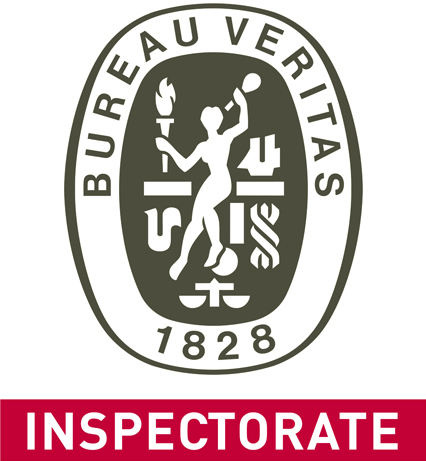 BUREAU VERITAS
1828
INSPECTORATE